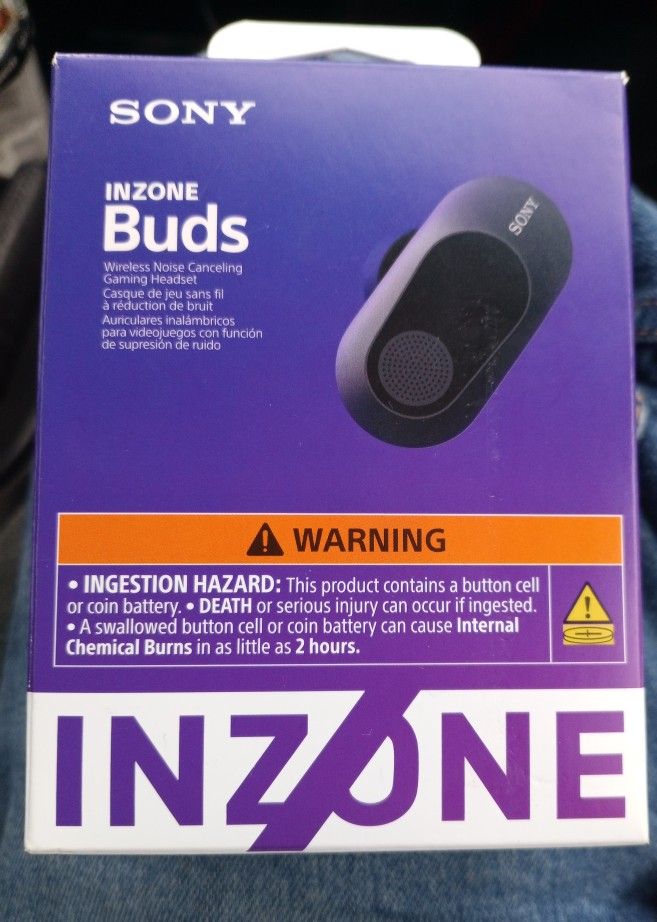 SONY
INZONE
Buds
Wireless Noise Canceling
Gaming Headset
Casque de jeu sans fil
à réduction de bruit
Auriculares inalámbricos
para videojuegos con función
de supresión de ruido
SONY
WARNING
• INGESTION HAZARD: This product contains a button cell
or coin battery. • DEATH or serious injury can occur if ingested.
• A swallowed button cell or coin battery can cause Internal
Chemical Burns in as little as 2 hours.
INZONE